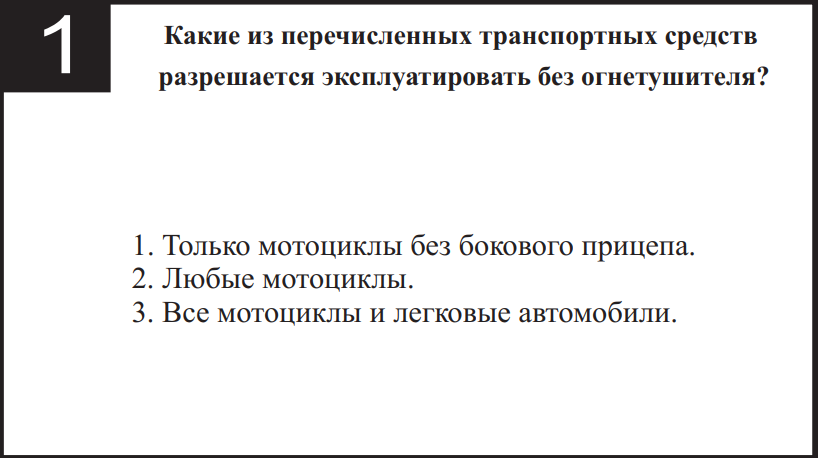 1
Какие из перечисленных транспортных средств
разрешается эксплуатировать без огнетушителя?
1. Только мотоциклы без бокового прицепа.
2. Любые мотоциклы.
3. Все мотоциклы и легковые автомобили.